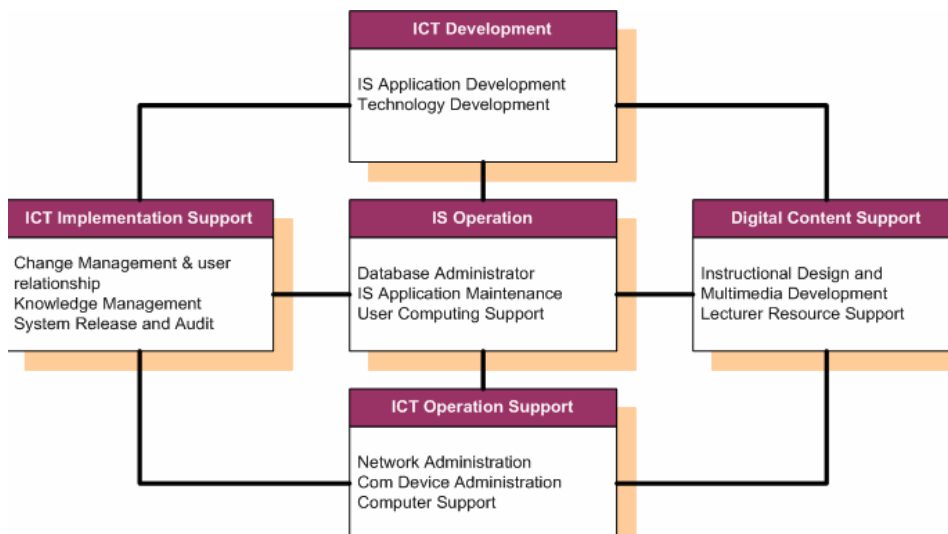 ICT Development
IS Application Development
Technology Development
ICT Implementation Support
Change Management & user
relationship
Knowledge Management
System Release and Audit
IS Operation
Database Administrator
IS Application Maintenance
User Computing Support
Digital Content Support
Instructional Design and
Multimedia Development
Lecturer Resource Support
ICT Operation Support
Network Administration
Com Device Administration
Computer Support